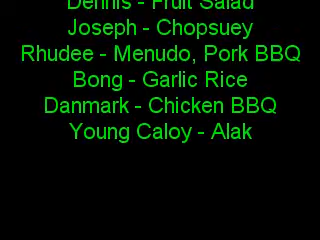 Dennis - Fruit Salad
Joseph - Chopsuey
Rhudee - Menudo, Pork BBQ
Bong - Garlic Rice
Danmark - Chicken BBQ
Young Caloy - Alak